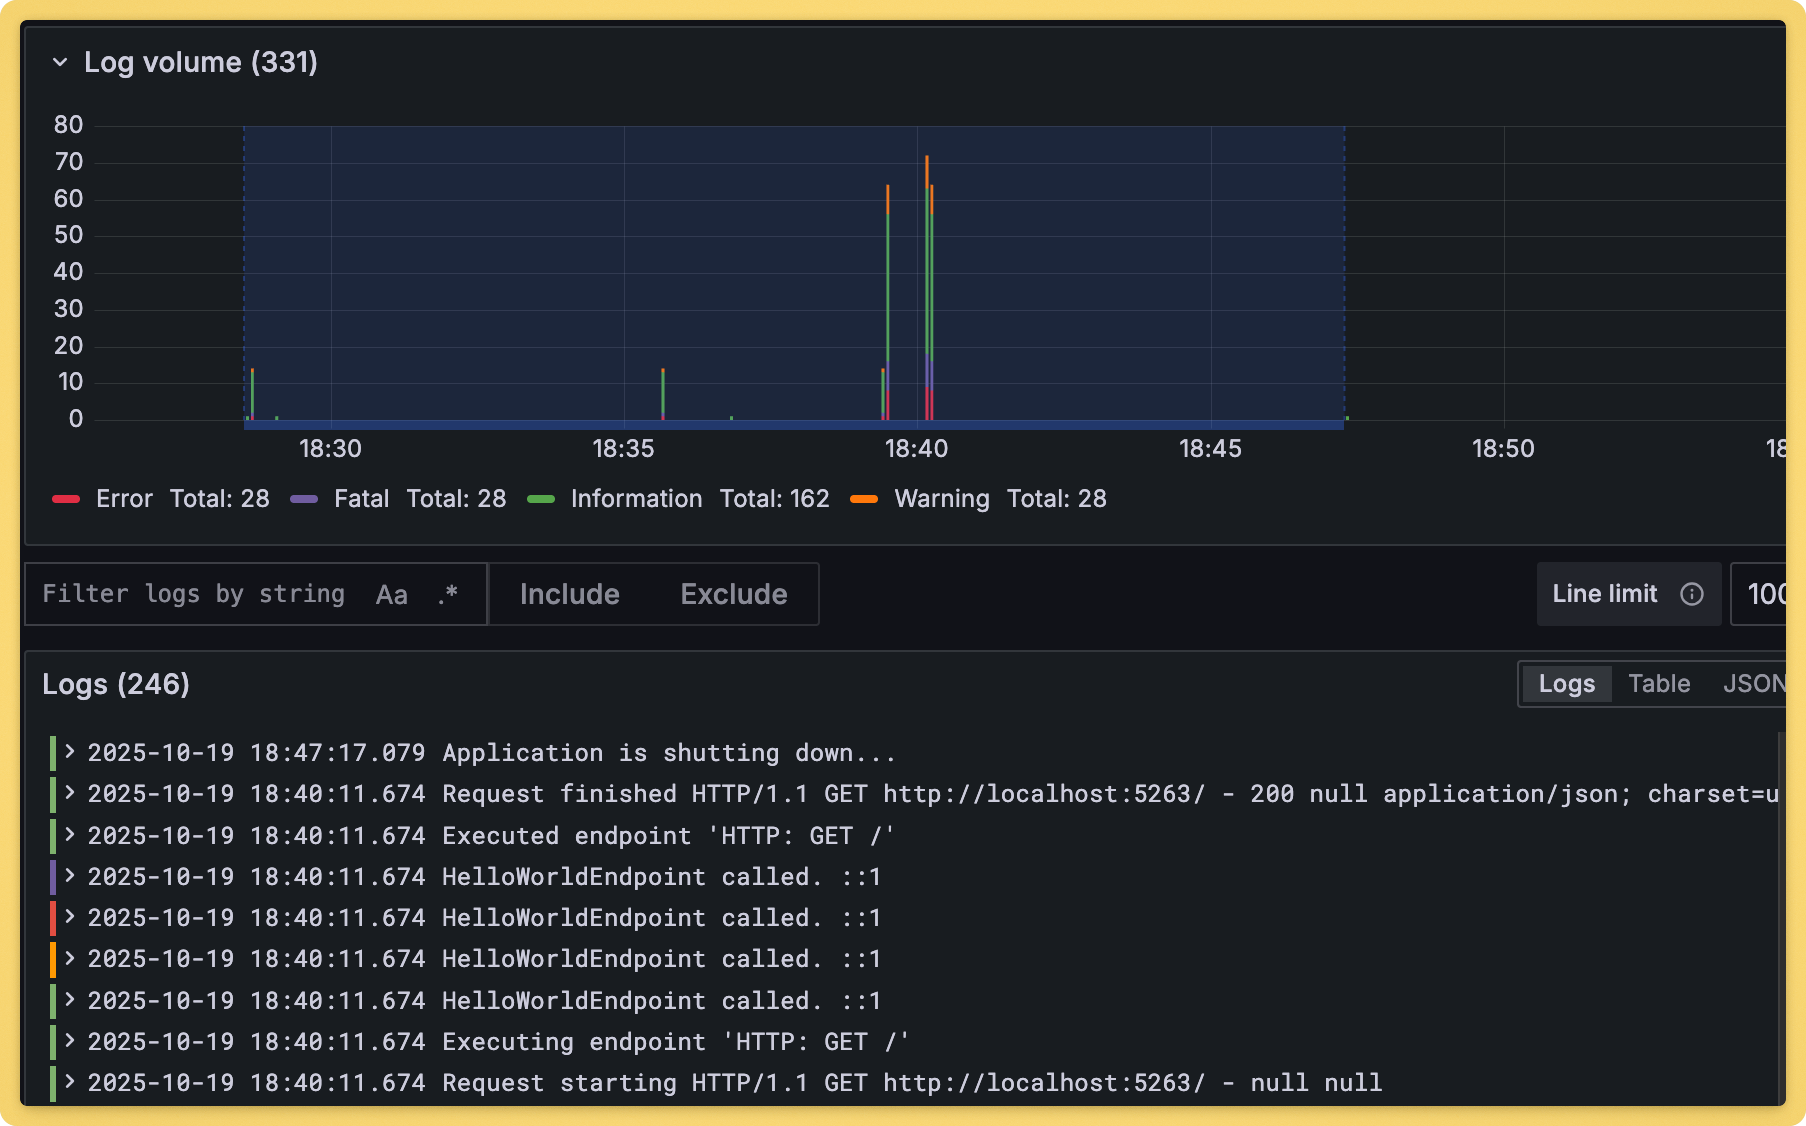 Log volume (331)
80
70
60
50
40
30
20
10
0
18:30 18:35 18:40 18:45 18:50 18
Error Total: 28 Fatal Total: 28 Information Total: 162 Warning Total: 28
Filter logs by string Aa .* Include Exclude Line limit 100
Logs (246) Logs Table JSON
2025-10-19 18:47:17.079 Application is shutting down...
2025-10-19 18:40:11.674 Request finished HTTP/1.1 GET http://localhost:5263/ - 200 null application/json; charset=u
2025-10-19 18:40:11.674 Executed endpoint 'HTTP: GET /'
2025-10-19 18:40:11.674 HelloWorldEndpoint called. ::1
2025-10-19 18:40:11.674 HelloWorldEndpoint called. ::1
2025-10-19 18:40:11.674 HelloWorldEndpoint called. ::1
2025-10-19 18:40:11.674 HelloWorldEndpoint called. ::1
2025-10-19 18:40:11.674 Executing endpoint 'HTTP: GET /'
2025-10-19 18:40:11.674 Request starting HTTP/1.1 GET http://localhost:5263/ - null null